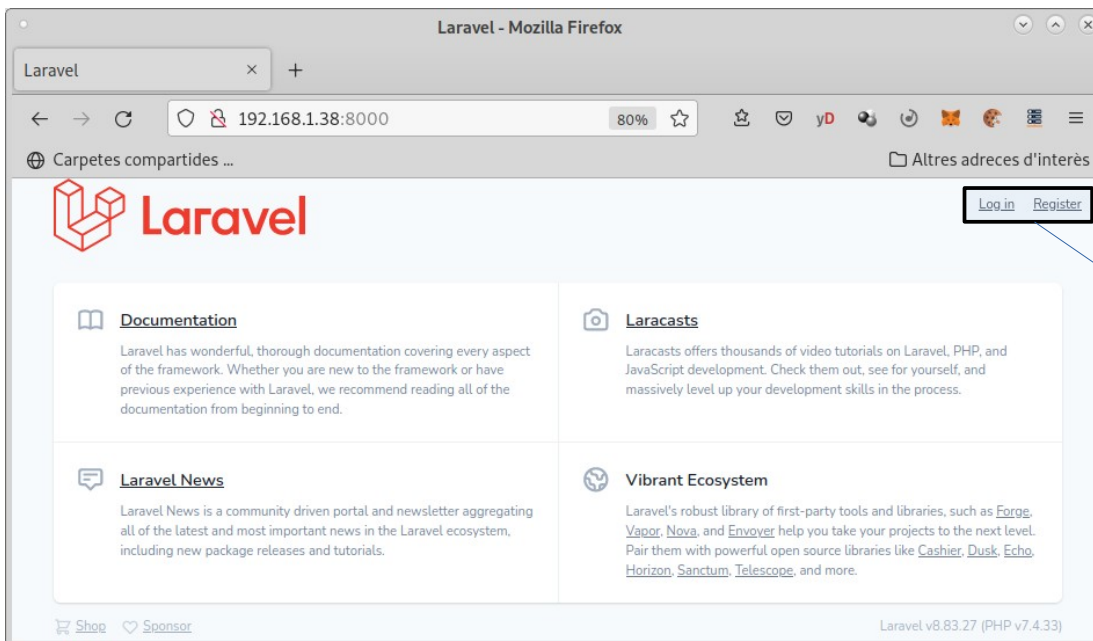 Laravel - Mozilla Firefox
Laravel
192.168.1.38:8000
80%
yD
Carpetes compartides ...
Altres adreces d'interès
Laravel
Log in Register
Documentation
Laravel has wonderful, thorough documentation covering every aspect
of the framework. Whether you are new to the framework or have
previous experience with Laravel, we recommend reading all of the
documentation from beginning to end.
Laracasts
Laracasts offers thousands of video tutorials on Laravel, PHP, and
JavaScript development. Check them out, see for yourself, and
massively level up your development skills in the process.
Laravel News
Laravel News is a community driven portal and newsletter aggregating
all of the latest and most important news in the Laravel ecosystem,
including new package releases and tutorials.
Vibrant Ecosystem
Laravel's robust library of first-party tools and libraries, such as Forge,
Vapor, Nova, and Envoyer help you take your projects to the next level.
Pair them with powerful open source libraries like Cashier, Dusk, Echo,
Horizon, Sanctum, Telescope, and more.
Shop Sponsor
Laravel v8.83.27 (PHP v7.4.33)